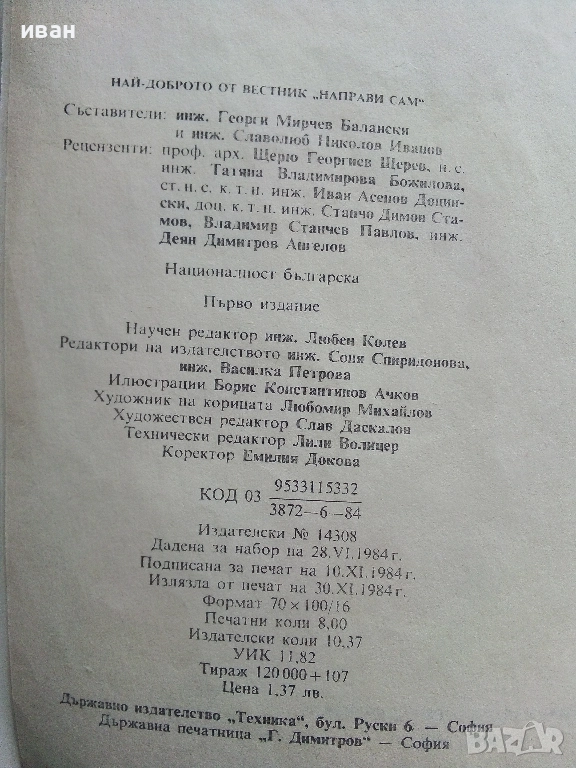 иван
НАЙ-ДОБРОТО ОТ ВЕСТНИК „НАПРАВИ САМ“
Съставители: инж. Георги Мирчев Балански
и инж. Славолюб Николов Иванов
Рецензенти: проф. арх. Щерю Георгиев Щерев, н. с.
инж. Татяна Владимирова Божилова,
ст. н. с. к. т. н. инж. Иван Асенов Доцин-
ски, доц. к. т. н. инж. Станчо Димов Ста-
мов, Владимир Станчев Павлов, инж.
Деян Димитров Ангелов
Националност българска
Първо издание
Научен редактор инж. Любен Колев
Редактори на издателството инж. Соня Спиридонова,
инж. Василка Петрова
Илюстрации Борис Константинов Ачков
Художник на корицата Любомир Михайлов
Художествен редактор Слав Даскалов
Технически редактор Лили Волицер
Коректор Емилия Докова
КОД 03 9533115332
3872—6—84
Издателски № 14308
Дадена за набор на 28.VI.1984 г.
Подписана за печат на 10.XI.1984 г.
Излязла от печат на 30.XI.1984 г.
Формат 70×100/16
Печатни коли 8,00
Издателски коли 10,37
УИК 11,82
Тираж 120 000+107
Цена 1,37 лв.
Държавно издателство „Техника“, бул. Руски 6 — София
Държавна печатница „Г. Димитров“ — София
bazar